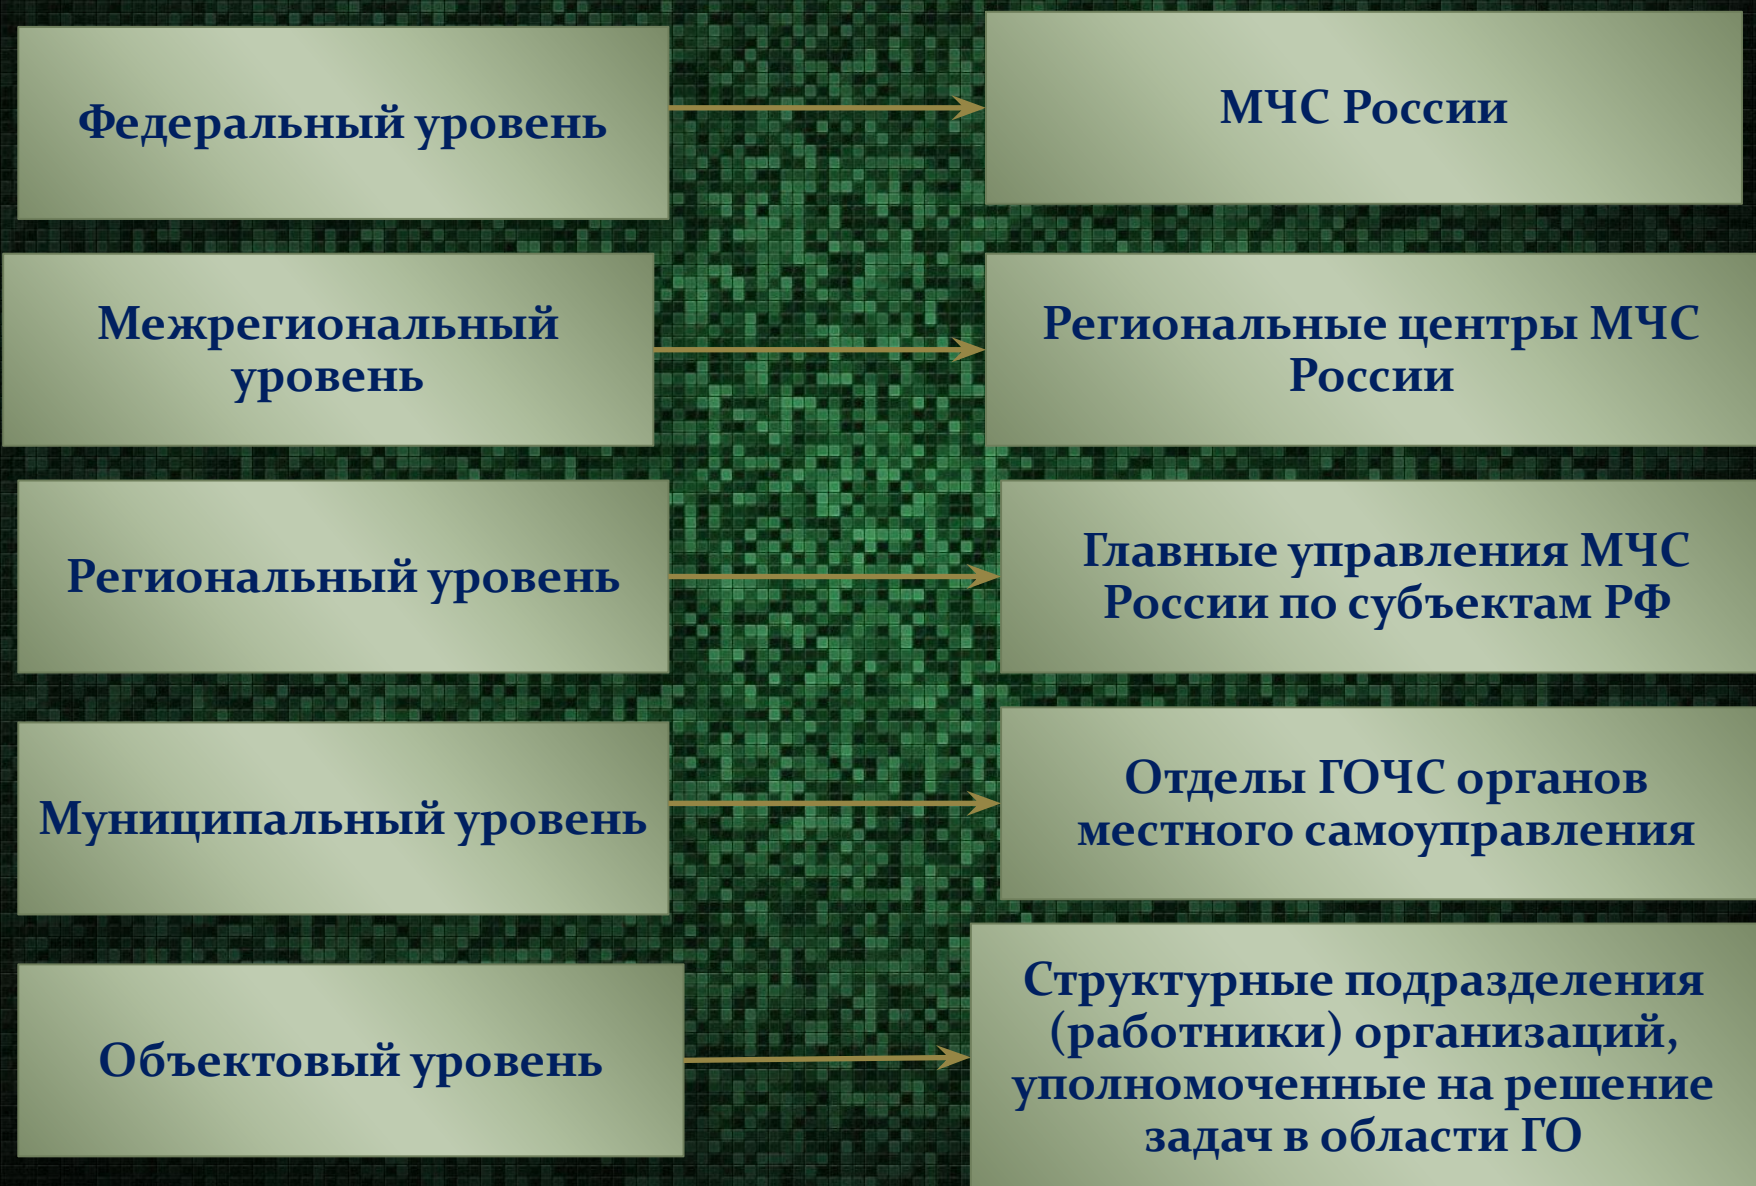 Федеральный уровень
МЧС России
Межрегиональный
уровень
Региональные центры МЧС
России
Региональный уровень
Главные управления МЧС
России по субъектам РФ
Муниципальный уровень
Отделы ГОЧС органов
местного самоуправления
Объектовый уровень
Структурные подразделения
(работники) организаций,
уполномоченные на решение
задач в области ГО